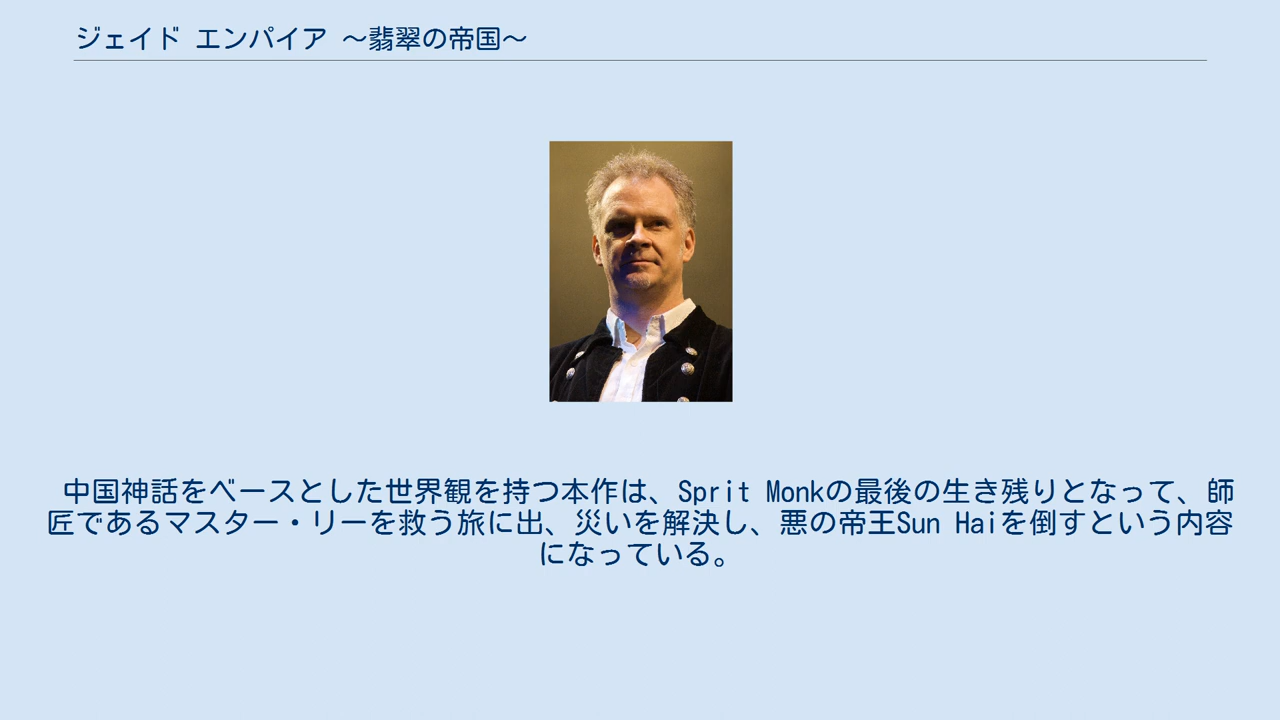 ジェイド エンパイア ～翡翠の帝国～
中国神話をベースとした世界観を持つ本作は、Sprit Monkの最後の生き残りとなって、師
匠であるマスター・リーを救う旅に出、災いを解決し、悪の帝王Sun Haiを倒すという内容
になっている。